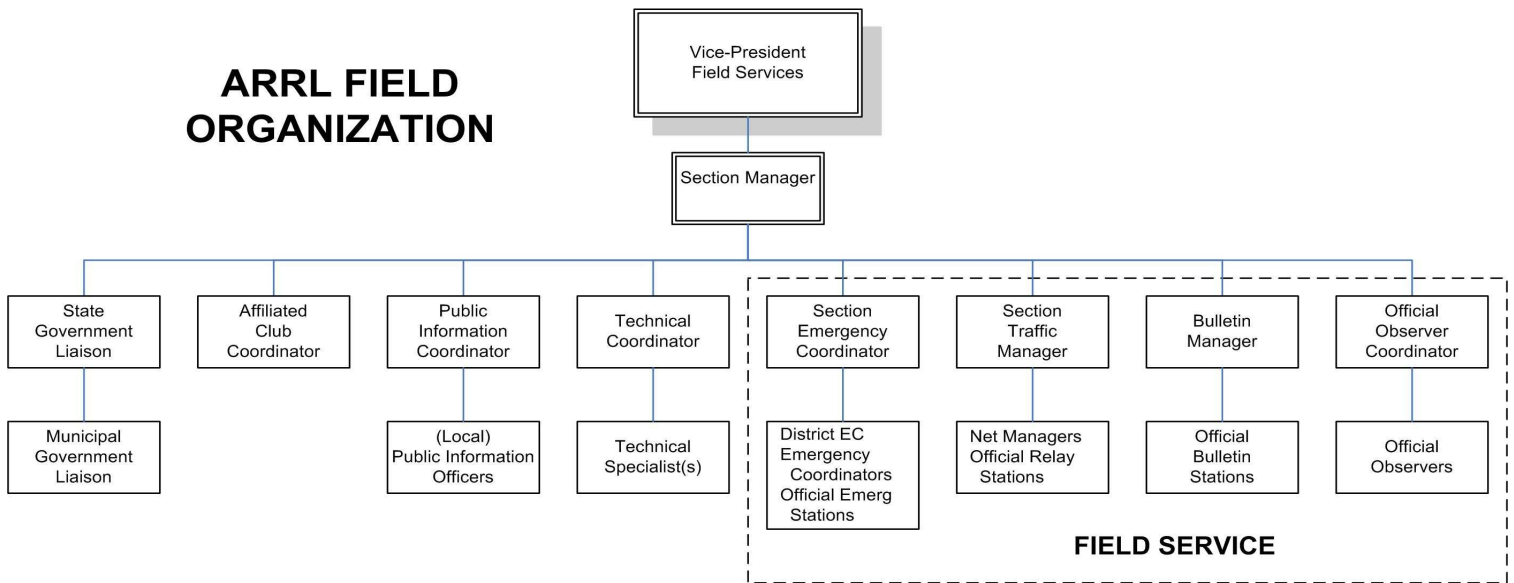 ARRL FIELD
ORGANIZATION
Vice-President
Field Services
Section Manager
State
Government
Liaison
Affiliated
Club
Coordinator
Public
Information
Coordinator
Technical
Coordinator
Section
Emergency
Coordinator
Section
Traffic
Manager
Bulletin
Manager
Official
Observer
Coordinator
Municipal
Government
Liaison
(Local)
Public Information
Officers
Technical
Specialist(s)
District EC
Emergency
Coordinators
Official Emerg
Stations
Net Managers
Official Relay
Stations
Official
Bulletin
Stations
Official
Observers
FIELD SERVICE